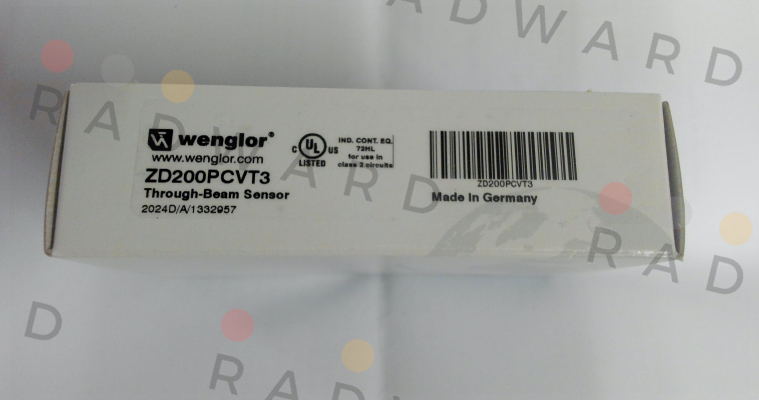 RADWARD
wenglor®
www.wenglor.com
ZD200PCVT3
Through-Beam Sensor
2024D/A/1332957
C UL US
LISTED
IND. CONT. EQ.
72HL
for use in
class 2 circuits
ZD200PCVT3
Made in Germany
RAD
D
RADWARD